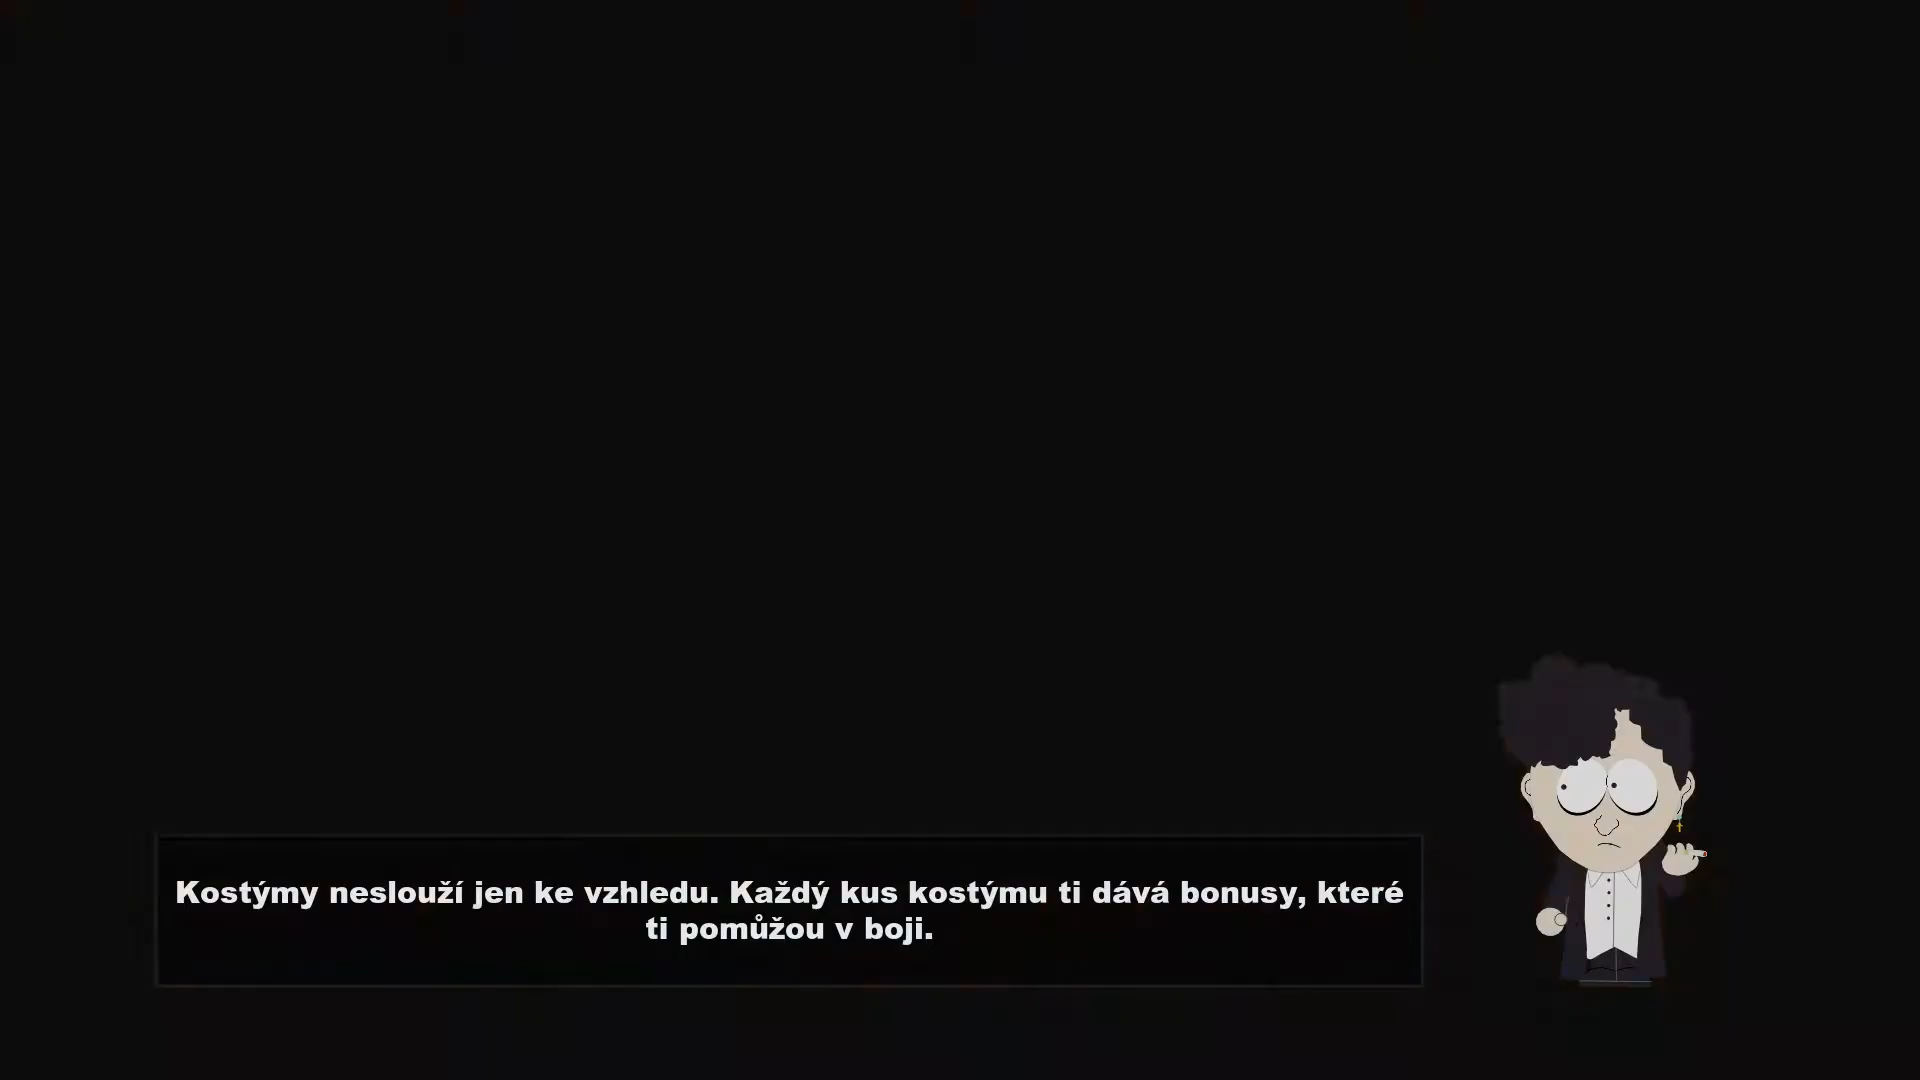 Kostýmy neslouží jen ke vzhledu. Každý kus kostýmu ti dává bonusy, které
ti pomůžou v boji.